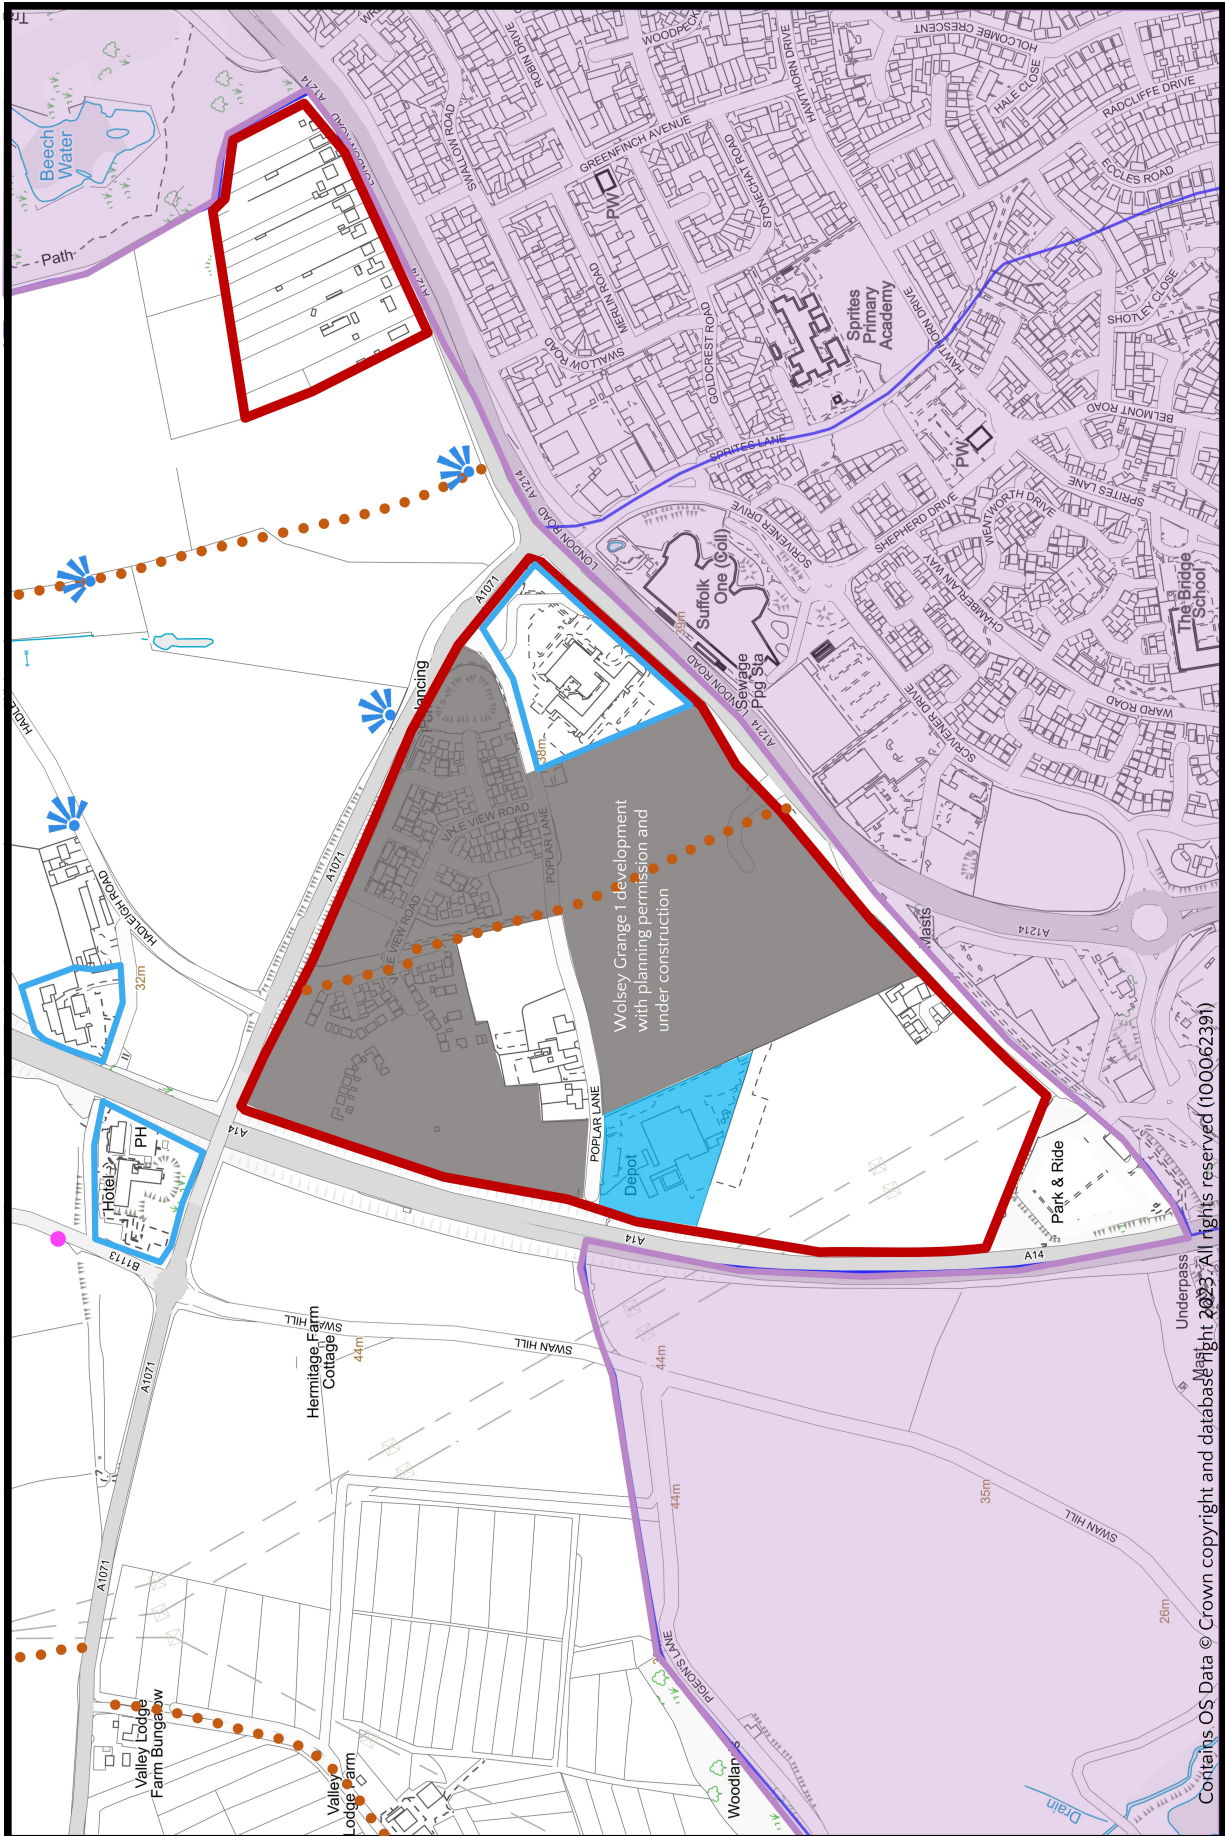 Beech
Water
Path
A1214
LONDON ROAD
SWALLOW ROAD
ROBIN DRIVE
HAWTHORN DRIVE
HOLCOMBE CRESCENT
HALE CLOSE
RADCLIFFE DRIVE
ECCLES ROAD
GREENFINCH AVENUE
PW
STONECHAT ROAD
MERLIN ROAD
SWALLOW ROAD
GOLDCREST ROAD
Sprites
Primary
Academy
HAWTHORN DRIVE
SHOTLEY CLOSE
BELMONT ROAD
A1214
SPRITES LANE
PW
SPRITES LANE
A1214
LONDON ROAD
SCRIVENER DRIVE
SHEPHERD DRIVE
WENTWORTH DRIVE
CHAMBERLAIN WAY
A1071
Suffolk
One (Coll)
39m
The Bridge
School
LONDON ROAD
Sewage
Ppg Sta
A1214
SCRIVENER DRIVE
WARD ROAD
38m
VALE VIEW ROAD
POPLAR LANE
A1071
HADLEIGH ROAD
32m
VALE VIEW ROAD
Wolsey Grange 1 development
with planning permission and
under construction
Masts
A1214
A14
PH
Hotel
POPLAR LANE
Depot
Park & Ride
B1113
A14
A14
Underpass
Mast
SWAN HILL
Hermitage Farm
Cottage
44m
SWAN HILL
44m
A1071
44m
35m
SWAN HILL
A1071
26m
PIGEON'S LANE
Valley Lodge
Farm Bungalow
Valley
Lodge Farm
Drain
Contains OS Data © Crown copyright and database right 2023. All rights reserved (100062391)